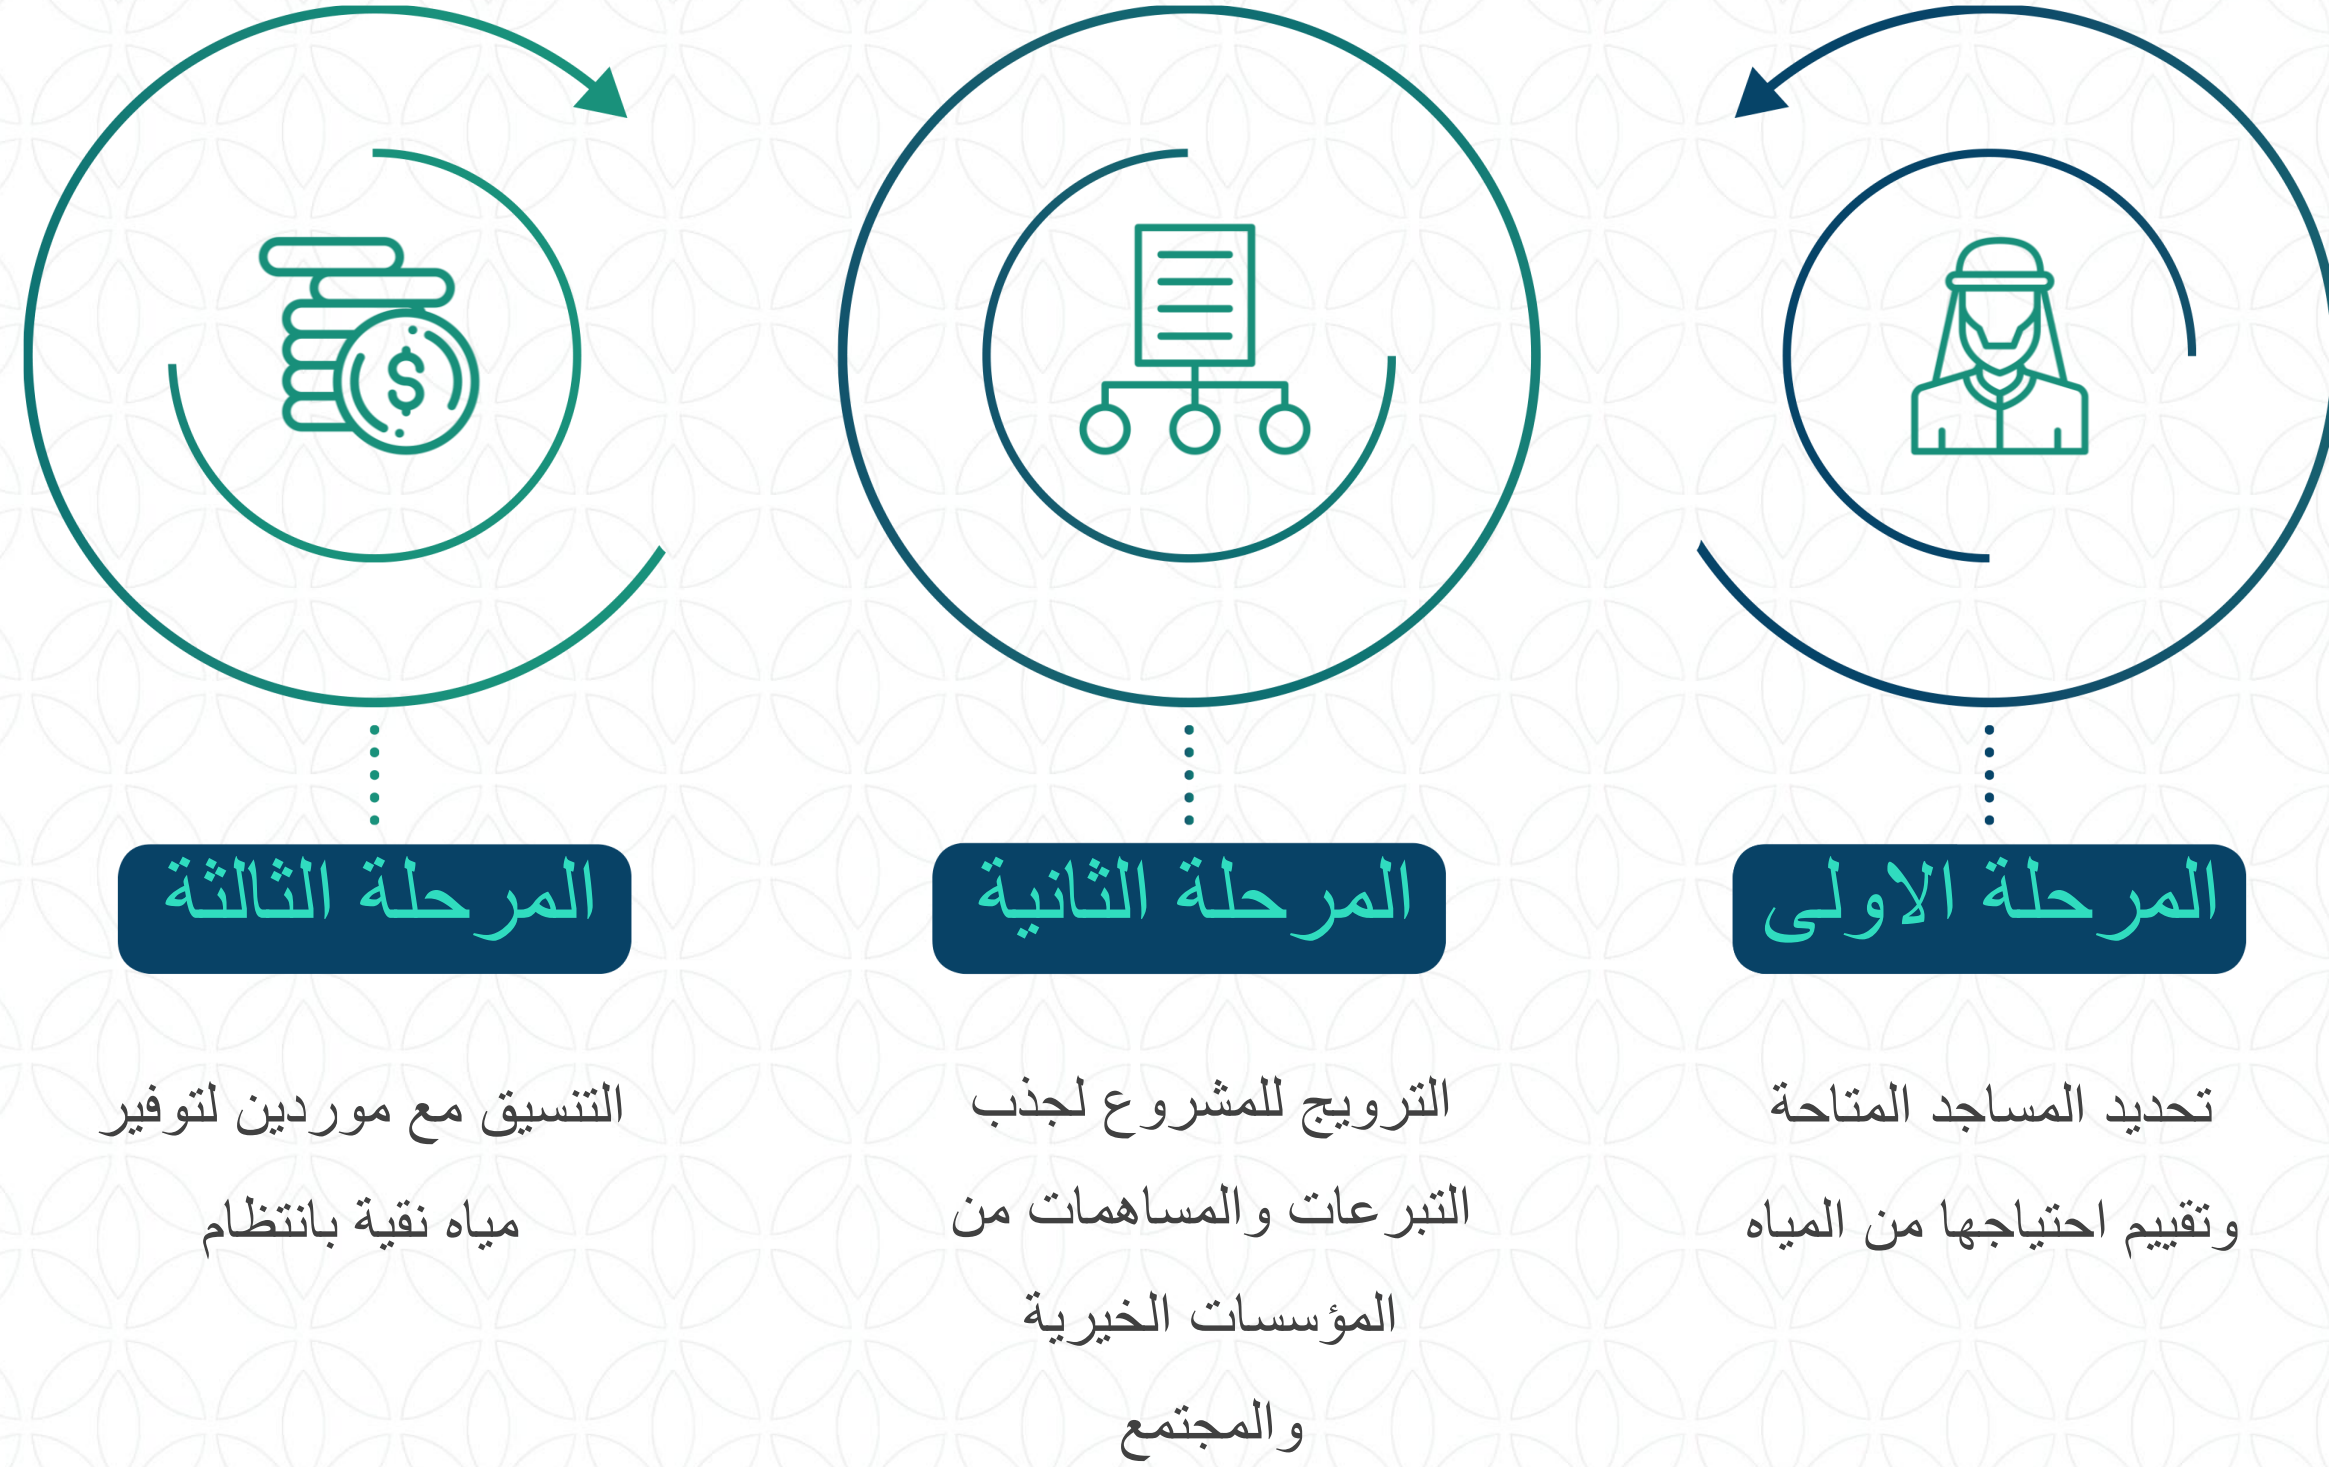 المرحلة الاولى
تحديد المساجد المتاحة
وتقييم احتياجها من المياه
المرحلة الثانية
الترويج للمشروع لجذب
التبرعات والمساهمات من
المؤسسات الخيرية
والمجتمع
المرحلة الثالثة
التنسيق مع موردين لتوفير
مياه نقية بانتظام